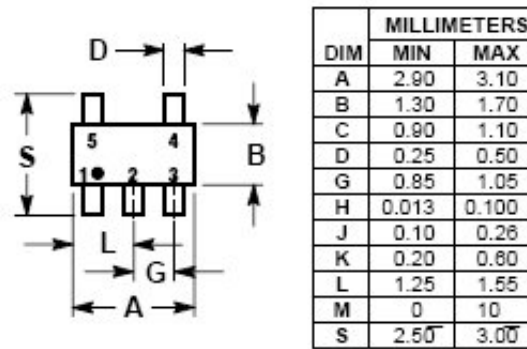 D
S
5 4
1 2 3
B
L
G
A
MILLIMETERS
DIM MIN MAX
A 2.90 3.10
B 1.30 1.70
C 0.90 1.10
D 0.25 0.50
G 0.85 1.05
H 0.013 0.100
J 0.10 0.26
K 0.20 0.60
L 1.25 1.55
M 0 10
S 2.50 3.00